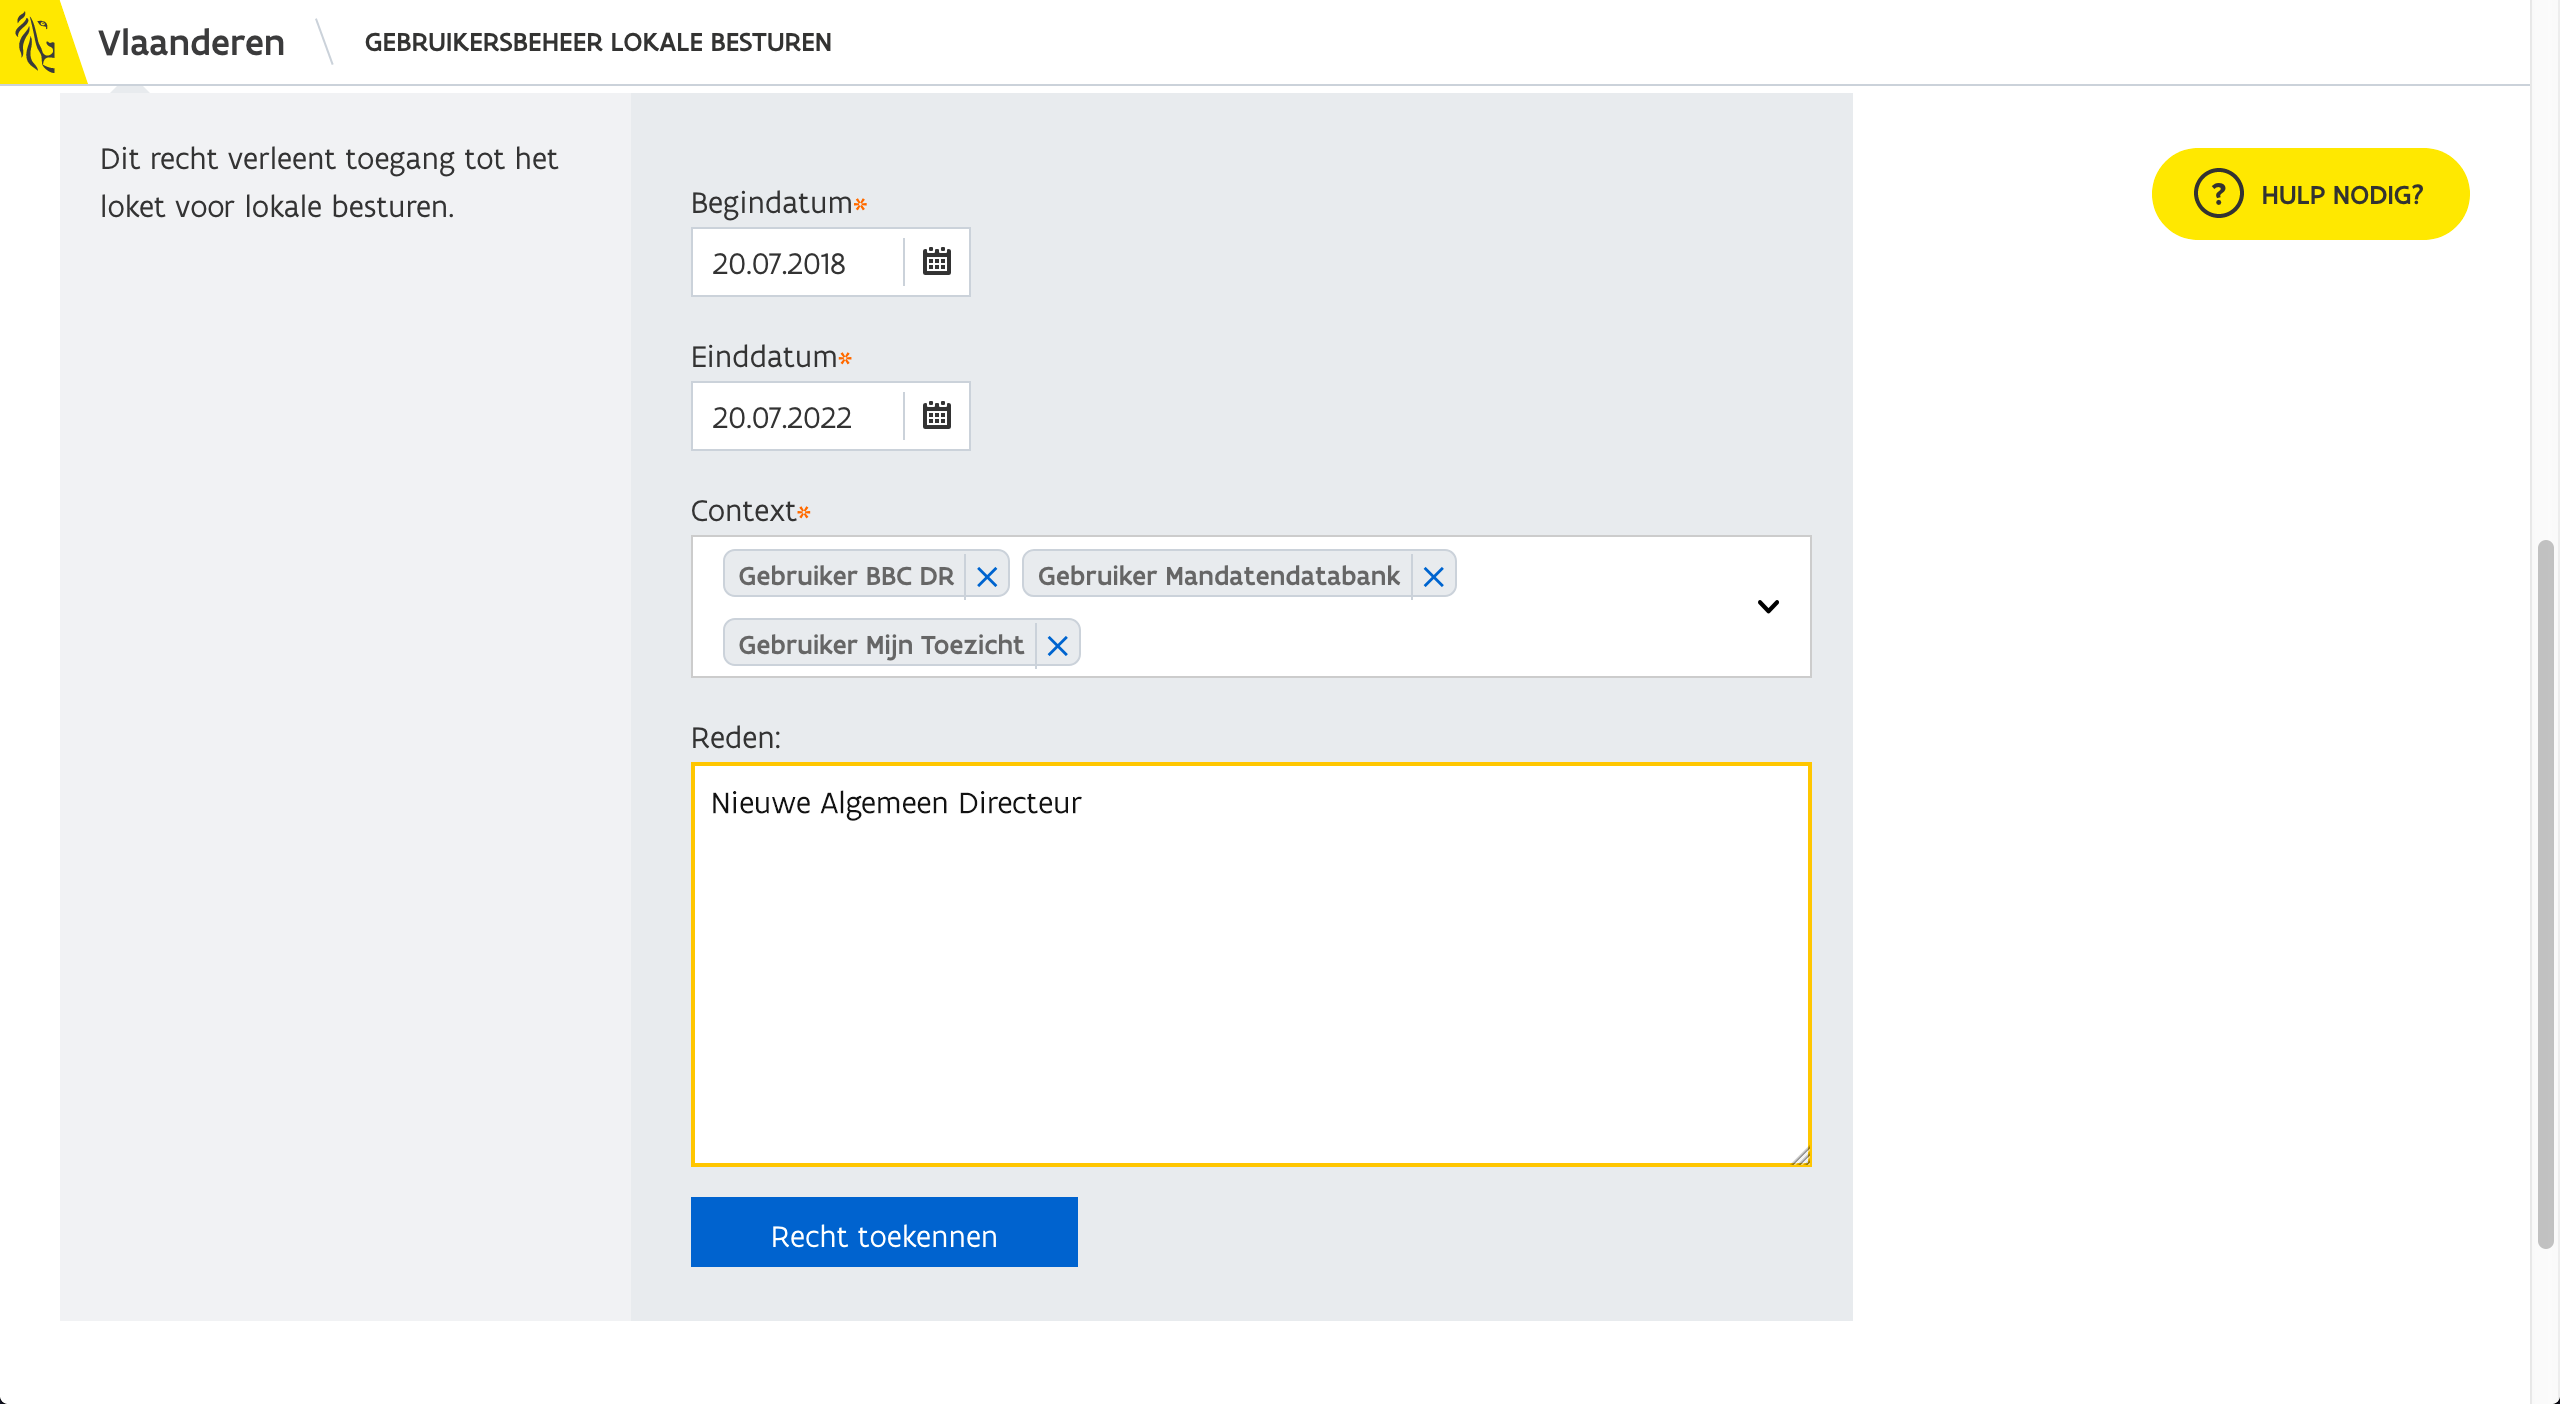 Vlaanderen
GEBRUIKERSBEHEER LOKALE BESTUREN
Dit recht verleent toegang tot het
loket voor lokale besturen.
? HULP NODIG?
Begindatum*
20.07.2018
Einddatum*
20.07.2022
Context*
Gebruiker BBC DR
Gebruiker Mandatendatabank
Gebruiker Mijn Toezicht
Reden:
Nieuwe Algemeen Directeur
Recht toekennen